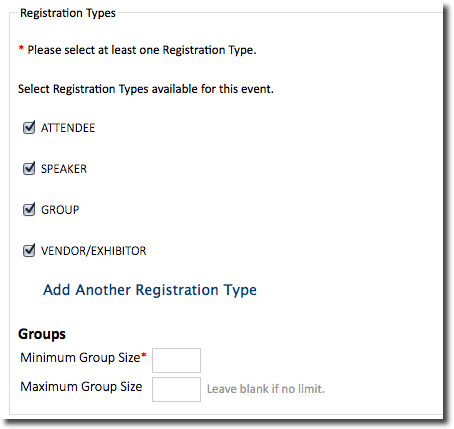 Registration Types
* Please select at least one Registration Type.
Select Registration Types available for this event.
ATTENDEE
SPEAKER
GROUP
VENDOR/EXHIBITOR
Add Another Registration Type
Groups
Minimum Group Size*
Maximum Group Size Leave blank if no limit.